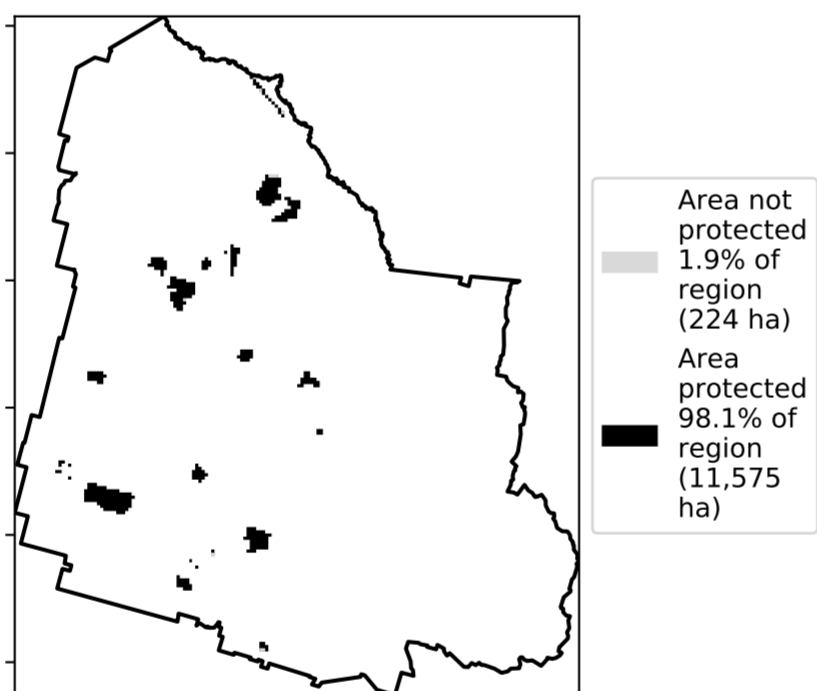 Area not
protected
1.9% of
region
(224 ha)
Area
protected
98.1% of
region
(11,575
ha)